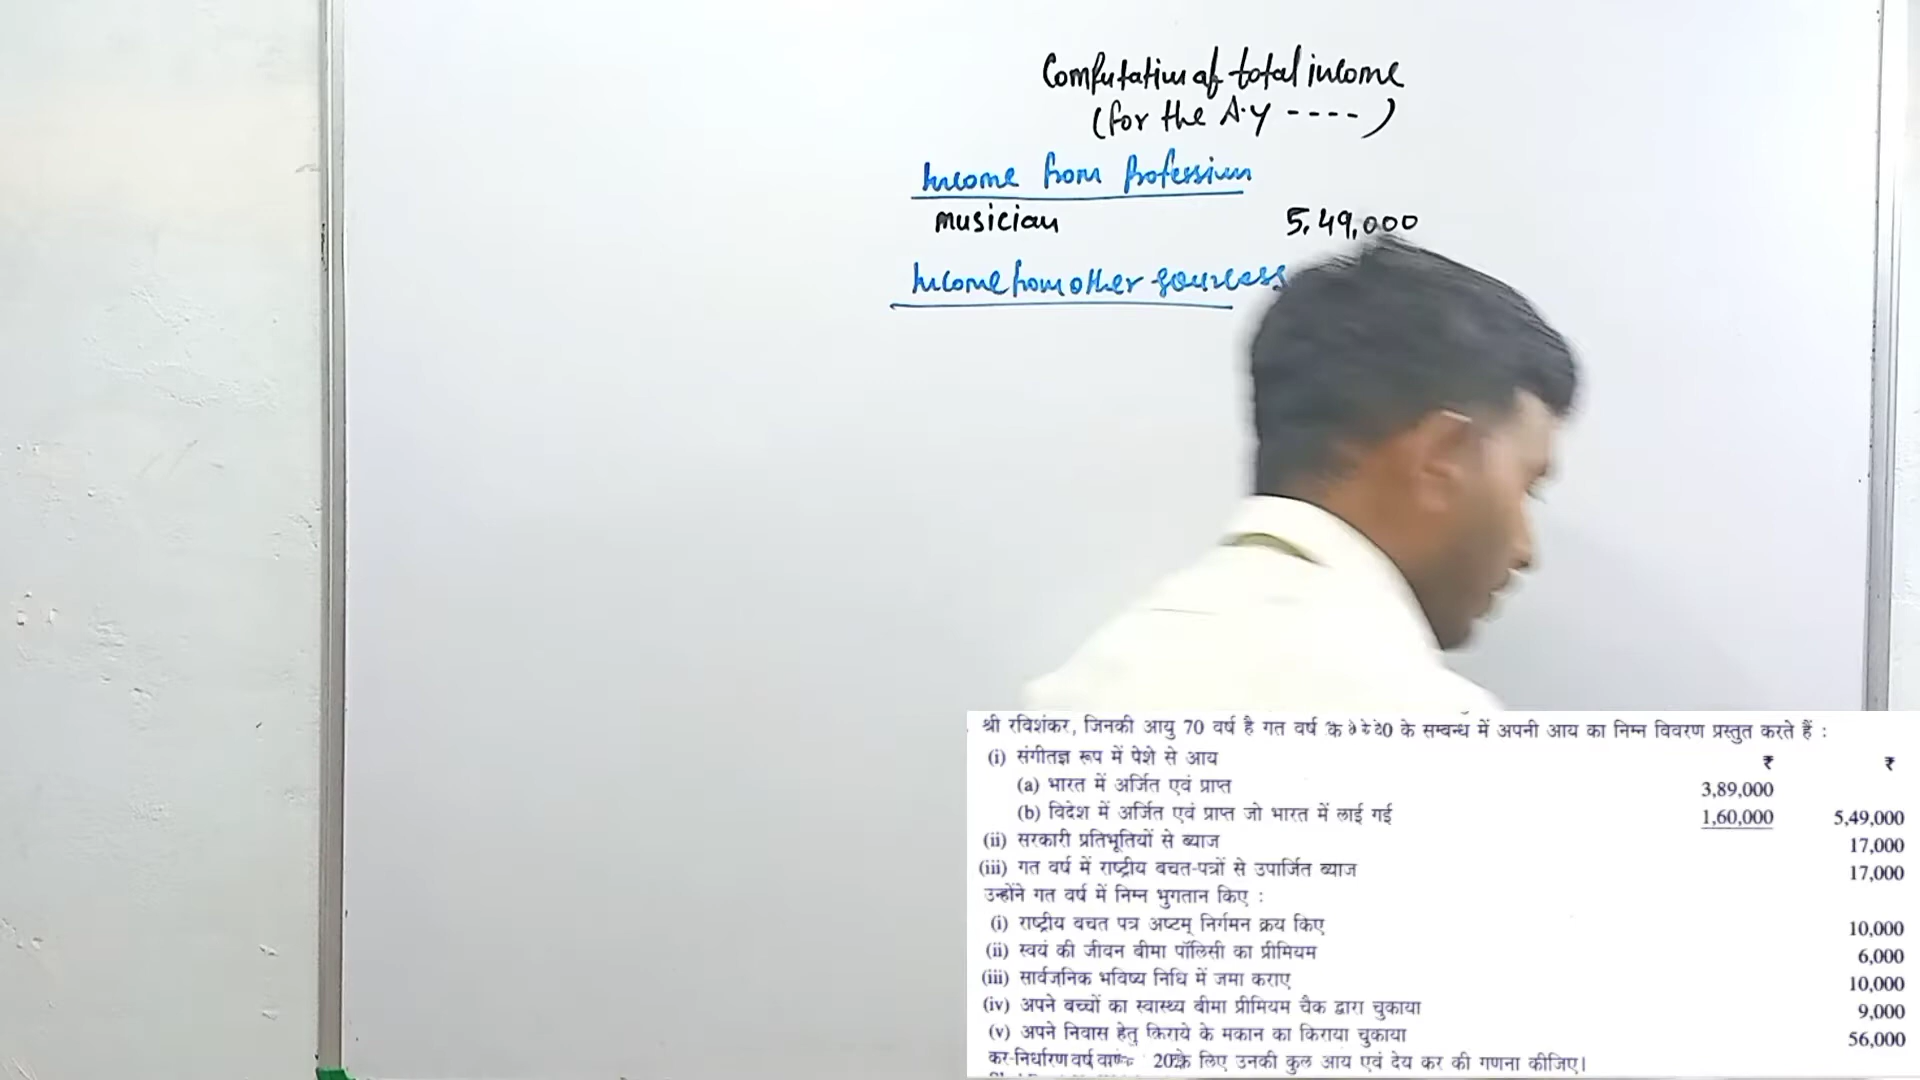 Computation of total income
(for the A.Y ----)
Income from Profession
musician 5,49,000
Income from other sourcess
श्री रविशंकर, जिनकी आयु 70 वर्ष है गत वर्ष के सम्बन्ध में अपनी आय का निम्न विवरण प्रस्तुत करते हैं :
(i) संगीतज्ञ रूप में पेशे से आय ₹ ₹
(a) भारत में अर्जित एवं प्राप्त 3,89,000
(b) विदेश में अर्जित एवं प्राप्त जो भारत में लाई गई 1,60,000 5,49,000
(ii) सरकारी प्रतिभूतियों से ब्याज 17,000
(iii) गत वर्ष में राष्ट्रीय बचत-पत्रों से उपार्जित ब्याज 17,000
उन्होंने गत वर्ष में निम्न भुगतान किए :
(i) राष्ट्रीय बचत पत्र अष्टम् निर्गमन क्रय किए 10,000
(ii) स्वयं की जीवन बीमा पॉलिसी का प्रीमियम 6,000
(iii) सार्वजनिक भविष्य निधि में जमा कराए 10,000
(iv) अपने बच्चों का स्वास्थ्य बीमा प्रीमियम चैक द्वारा चुकाया 9,000
(v) अपने निवास हेतु किराये के मकान का किराया चुकाया 56,000
कर-निर्धारण वर्ष के लिए उनकी कुल आय एवं देय कर की गणना कीजिए।